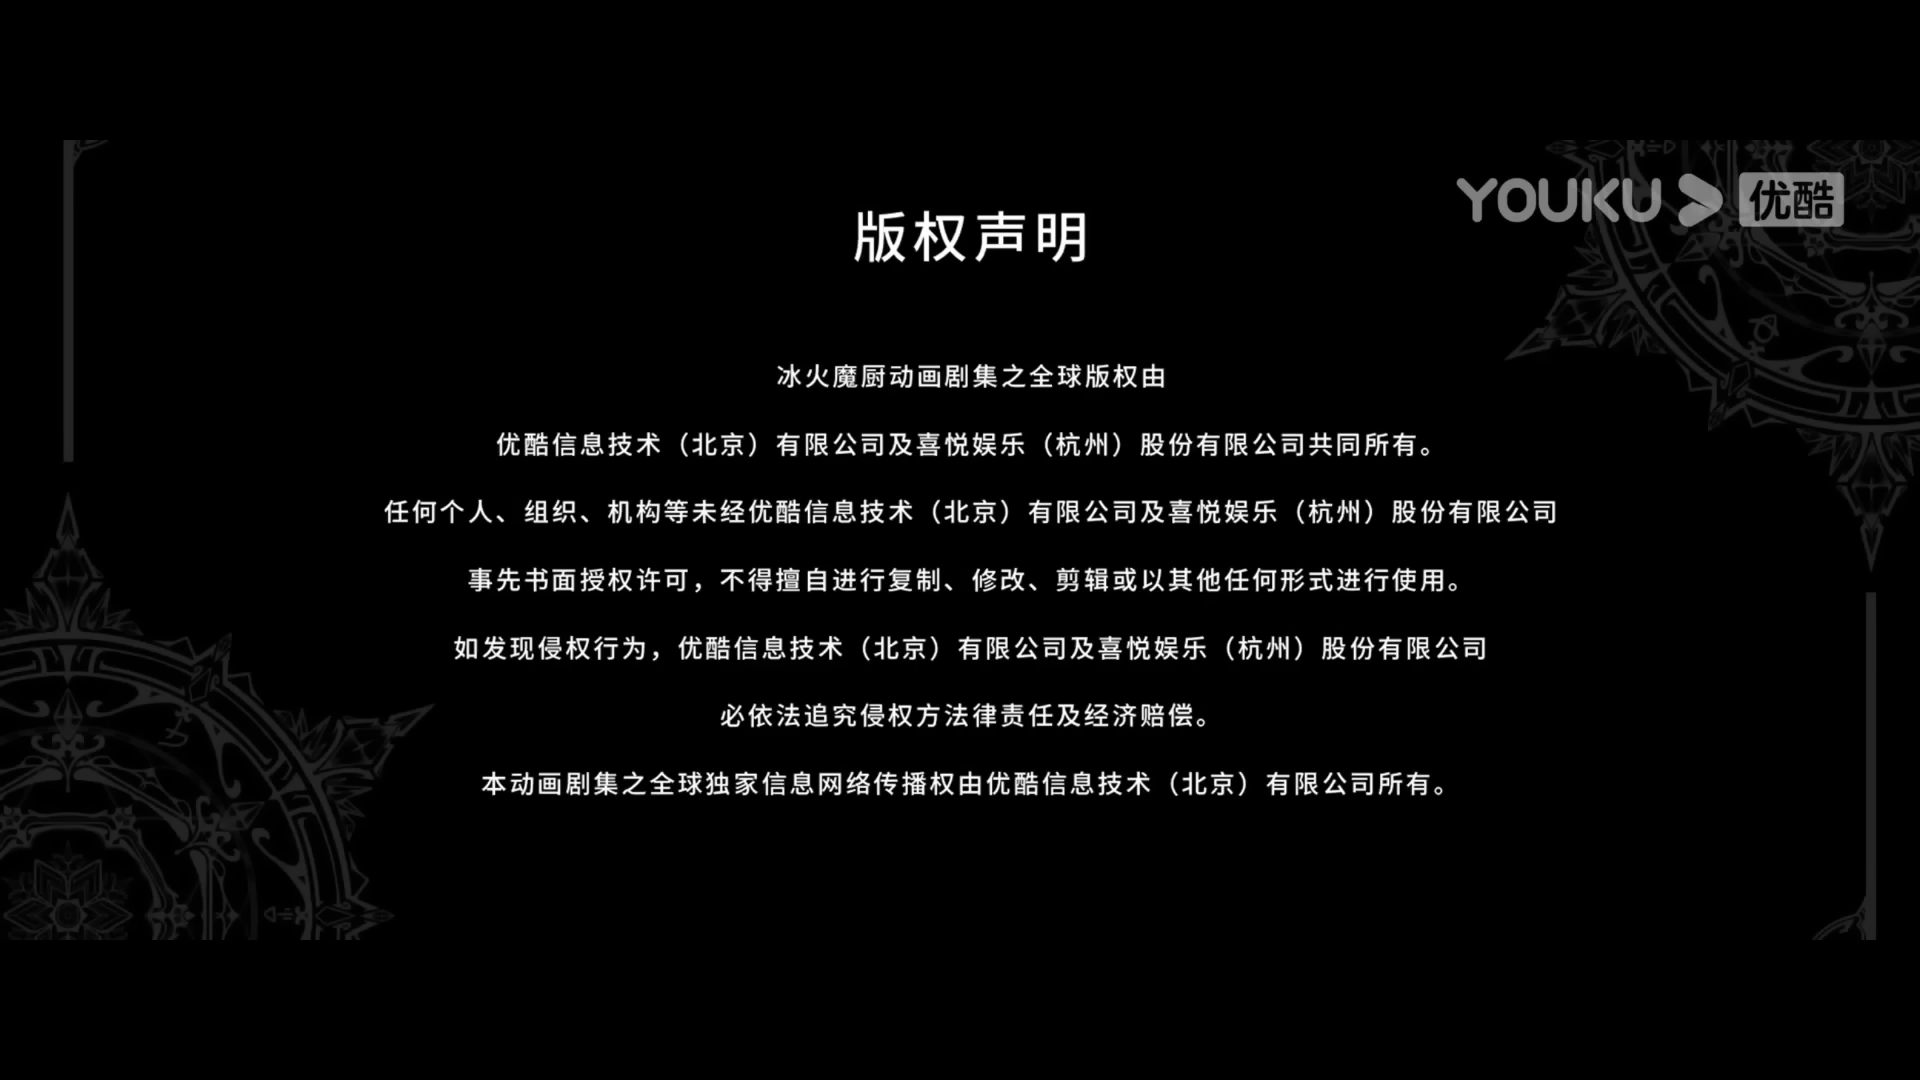 YOUKU 优酷
版权声明
冰火魔厨动画剧集之全球版权由
优酷信息技术（北京）有限公司及喜悦娱乐（杭州）股份有限公司共同所有。
任何个人、组织、机构等未经优酷信息技术（北京）有限公司及喜悦娱乐（杭州）股份有限公司
事先书面授权许可，不得擅自进行复制、修改、剪辑或以其他任何形式进行使用。
如发现侵权行为，优酷信息技术（北京）有限公司及喜悦娱乐（杭州）股份有限公司
必依法追究侵权方法律责任及经济赔偿。
本动画剧集之全球独家信息网络传播权由优酷信息技术（北京）有限公司所有。